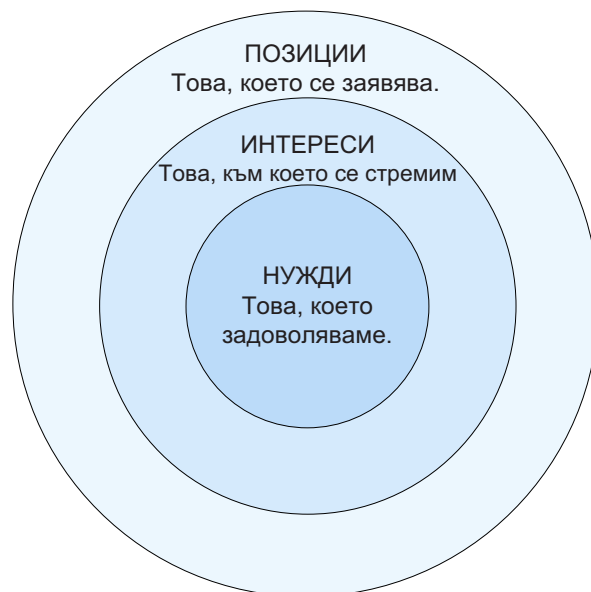 ПОЗИЦИИ
Това, което се заявява.
ИНТЕРЕСИ
Това, към което се стремим
НУЖДИ
Това, което
задоволяваме.